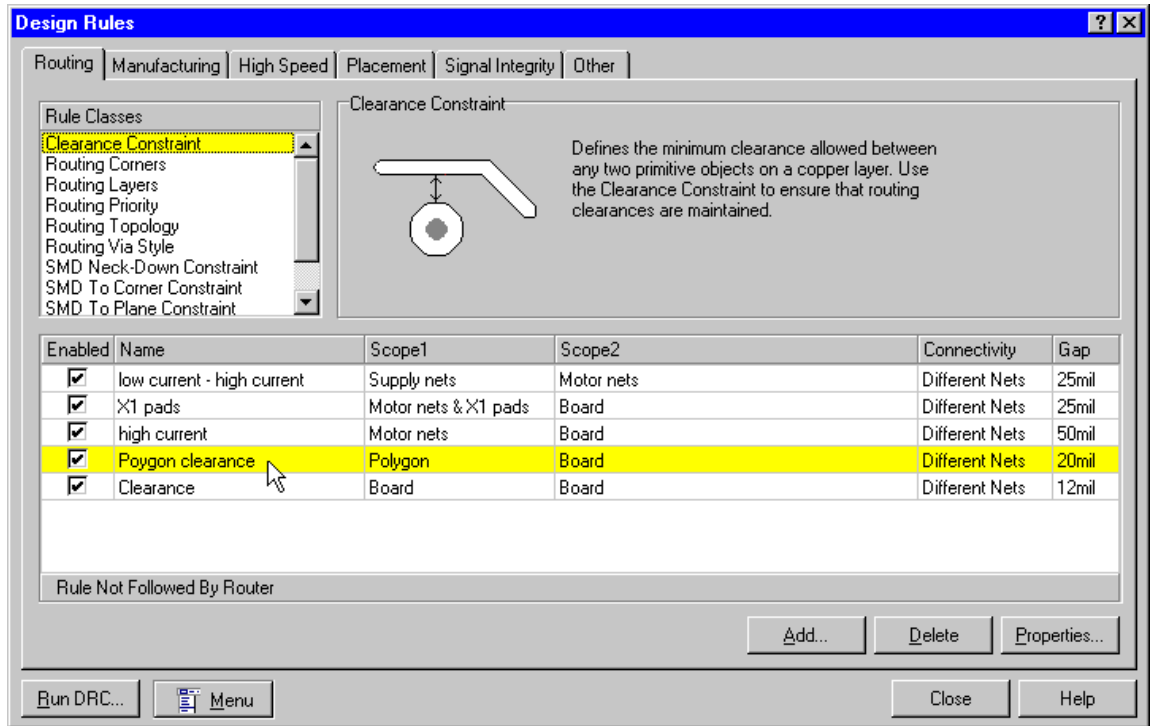 Design Rules
Routing Manufacturing High Speed Placement Signal Integrity Other
Rule Classes
Clearance Constraint
Routing Corners
Routing Layers
Routing Priority
Routing Topology
Routing Via Style
SMD Neck-Down Constraint
SMD To Corner Constraint
SMD To Plane Constraint
Clearance Constraint
Defines the minimum clearance allowed between
any two primitive objects on a copper layer. Use
the Clearance Constraint to ensure that routing
clearances are maintained.
Enabled Name Scope1 Scope2 Connectivity Gap
low current - high current Supply nets Motor nets Different Nets 25mil
X1 pads Motor nets & X1 pads Board Different Nets 25mil
high current Motor nets Board Different Nets 50mil
Poygon clearance Polygon Board Different Nets 20mil
Clearance Board Board Different Nets 12mil
Rule Not Followed By Router
Add... Delete Properties...
Run DRC... Menu Close Help